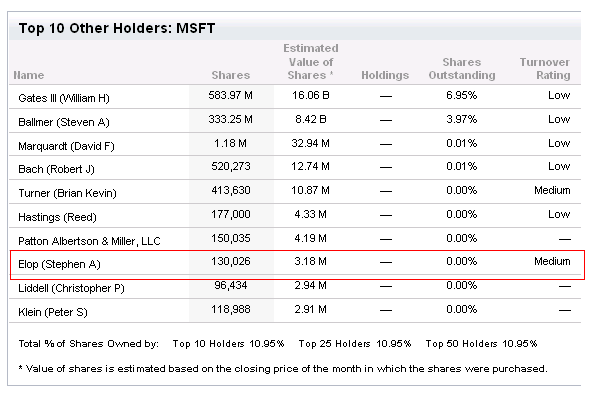 Top 10 Other Holders: MSFT
Name Shares Estimated Value of Shares * Holdings Shares Outstanding Turnover Rating
Gates III (William H) 583.97 M 16.06 B — 6.95% Low
Ballmer (Steven A) 333.25 M 8.42 B — 3.97% Low
Marquardt (David F) 1.18 M 32.94 M — 0.01% Low
Bach (Robert J) 520,273 12.74 M — 0.01% Low
Turner (Brian Kevin) 413,630 10.87 M — 0.00% Medium
Hastings (Reed) 177,000 4.33 M — 0.00% Low
Patton Albertson & Miller, LLC 150,035 4.19 M — 0.00% —
Elop (Stephen A) 130,026 3.18 M — 0.00% Medium
Liddell (Christopher P) 96,434 2.94 M — 0.00% —
Klein (Peter S) 118,988 2.91 M — 0.00% —
Total % of Shares Owned by: Top 10 Holders 10.95% Top 25 Holders 10.95% Top 50 Holders 10.95%
* Value of shares is estimated based on the closing price of the month in which the shares were purchased.